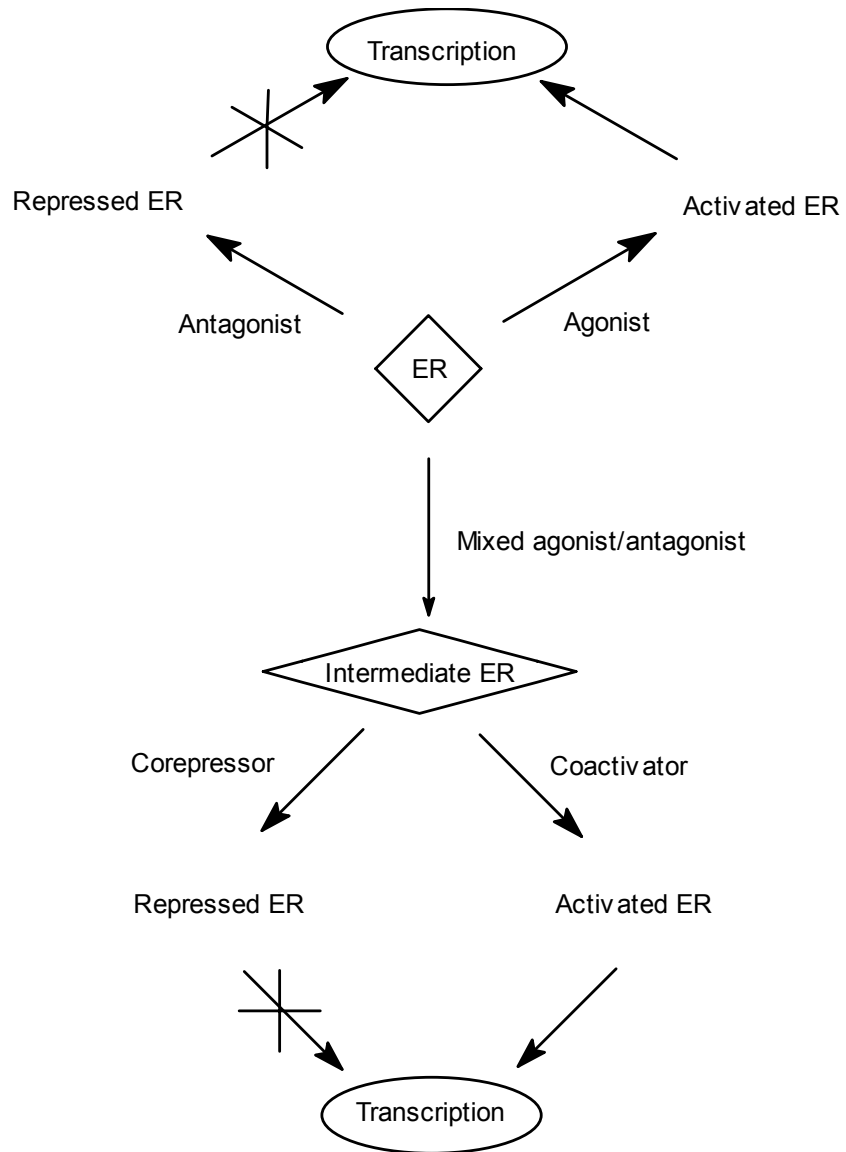 Transcription
Repressed ER
Activated ER
Antagonist
Agonist
ER
Mixed agonist/antagonist
Intermediate ER
Corepressor
Coactivator
Repressed ER
Activated ER
Transcription